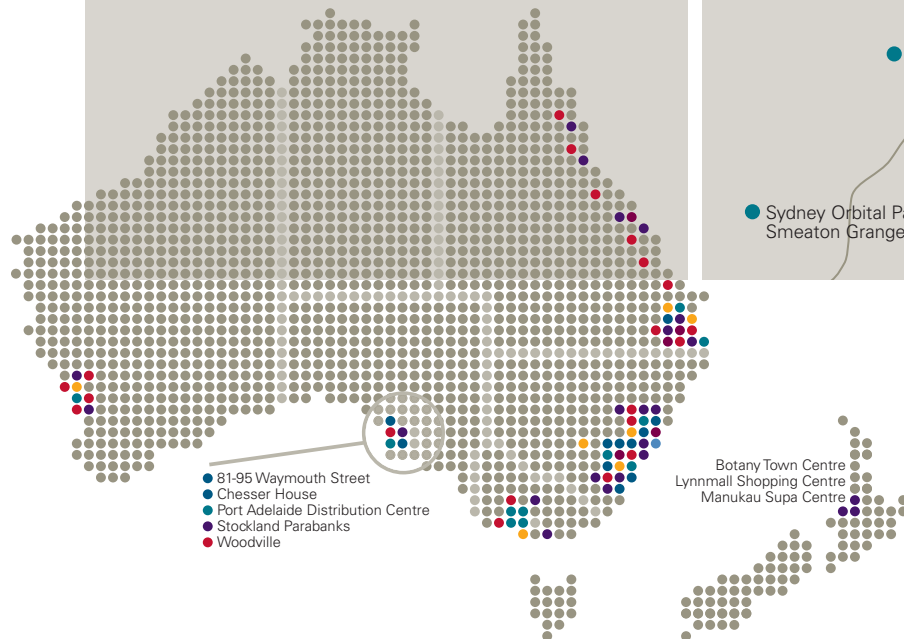 Sydney Orbital
Smeaton Grange
81-95 Waymouth Street
Chesser House
Port Adelaide Distribution Centre
Stockland Parabanks
Woodville
Botany Town Centre
Lynnmall Shopping Centre
Manukau Supa Centre